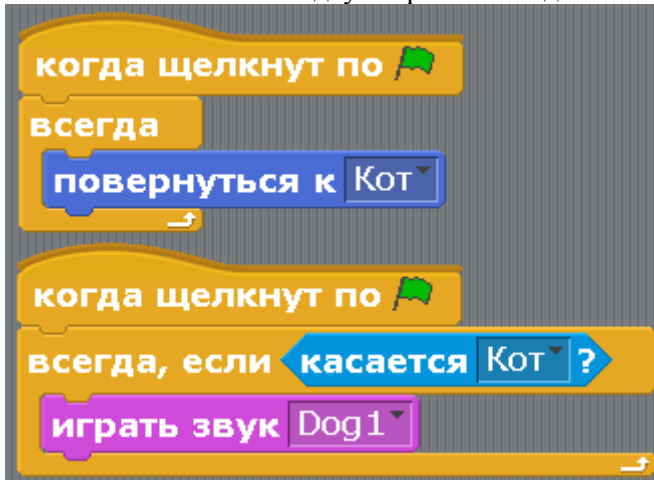 когда щелкнут по
всегда
повернуться к Кот
когда щелкнут по
всегда, если касается Кот ?
играть звук Dog1